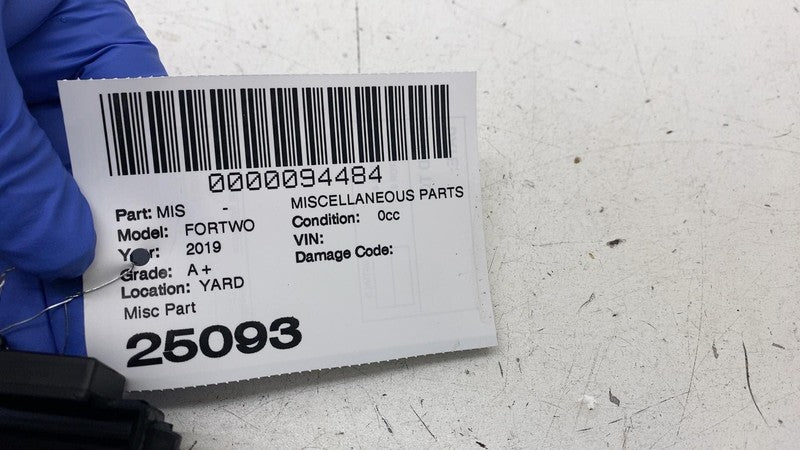 0000094484
Part: MIS - MISCELLANEOUS PARTS
Model: FORTWO Condition: 0cc
Year: 2019 VIN:
Grade: A+ Damage Code:
Location: YARD
Misc Part
25093